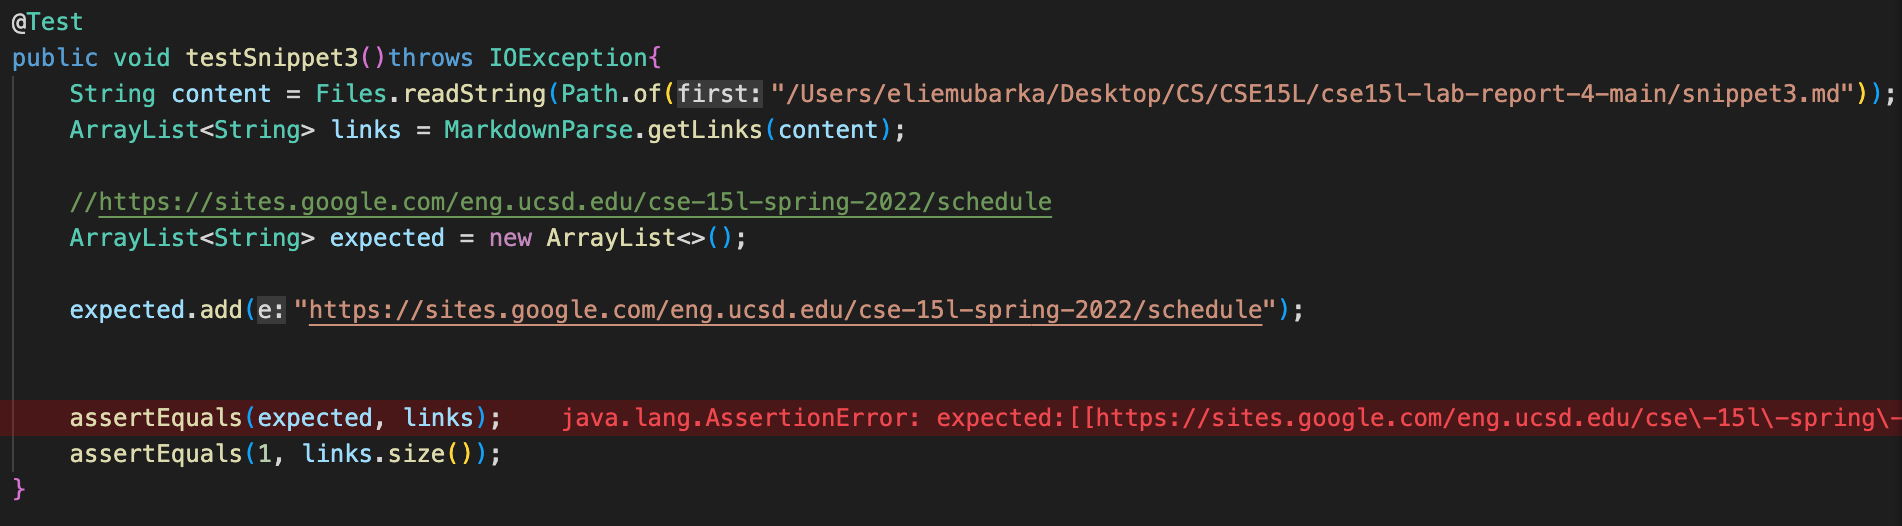 @Test
public void testSnippet3()throws IOException{
String content = Files.readString(Path.of(first: "/Users/eliemubarka/Desktop/CS/CSE15L/cse15l-lab-report-4-main/snippet3.md"));
ArrayList<String> links = MarkdownParse.getLinks(content);
//https://sites.google.com/eng.ucsd.edu/cse-15l-spring-2022/schedule
ArrayList<String> expected = new ArrayList<>();
expected.add(e: "https://sites.google.com/eng.ucsd.edu/cse-15l-spring-2022/schedule");
assertEquals(expected, links); java.lang.AssertionError: expected:[[https://sites.google.com/eng.ucsd.edu/cse\-15l\-spring\-
assertEquals(1, links.size());
}